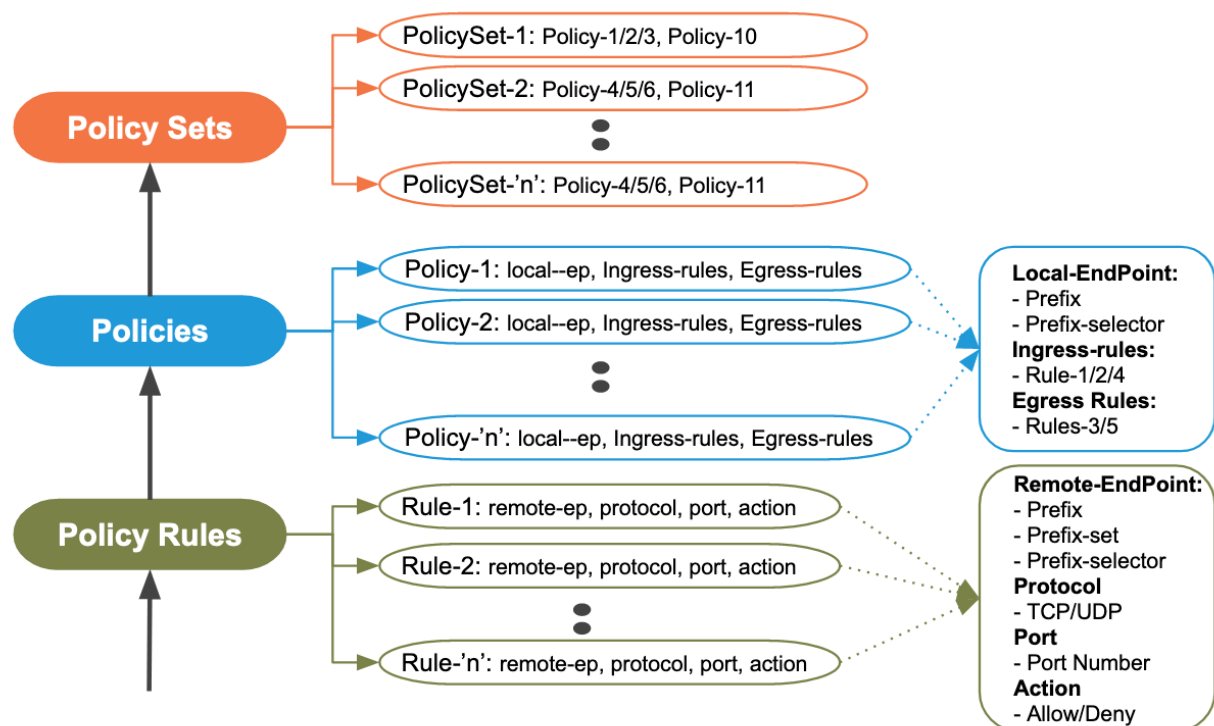 Policy Sets
PolicySet-1: Policy-1/2/3, Policy-10
PolicySet-2: Policy-4/5/6, Policy-11
PolicySet-’n’: Policy-4/5/6, Policy-11
Policies
Policy-1: local--ep, Ingress-rules, Egress-rules
Policy-2: local--ep, Ingress-rules, Egress-rules
Policy-’n’: local--ep, Ingress-rules, Egress-rules
Local-EndPoint:
- Prefix
- Prefix-selector
Ingress-rules:
- Rule-1/2/4
Egress Rules:
- Rules-3/5
Policy Rules
Rule-1: remote-ep, protocol, port, action
Rule-2: remote-ep, protocol, port, action
Rule-’n’: remote-ep, protocol, port, action
Remote-EndPoint:
- Prefix
- Prefix-set
- Prefix-selector
Protocol
- TCP/UDP
Port
- Port Number
Action
- Allow/Deny